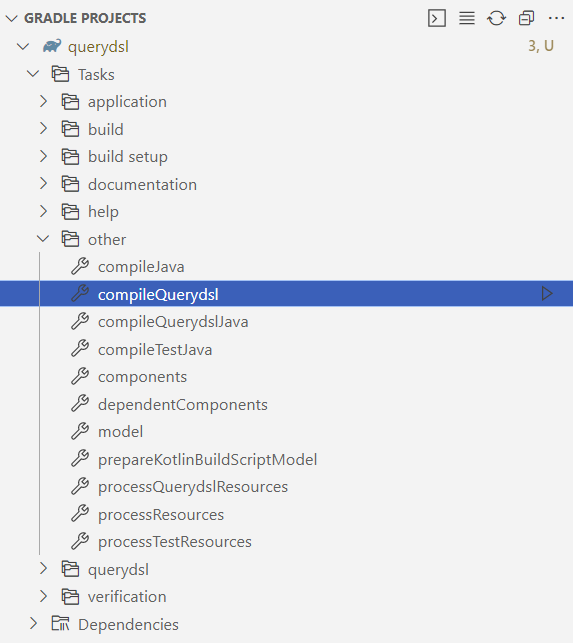 GRADLE PROJECTS
querydsl 3, U
Tasks
application
build
build setup
documentation
help
other
compileJava
compileQuerydsl
compileQuerydslJava
compileTestJava
components
dependentComponents
model
prepareKotlinBuildScriptModel
processQuerydslResources
processResources
processTestResources
querydsl
verification
Dependencies